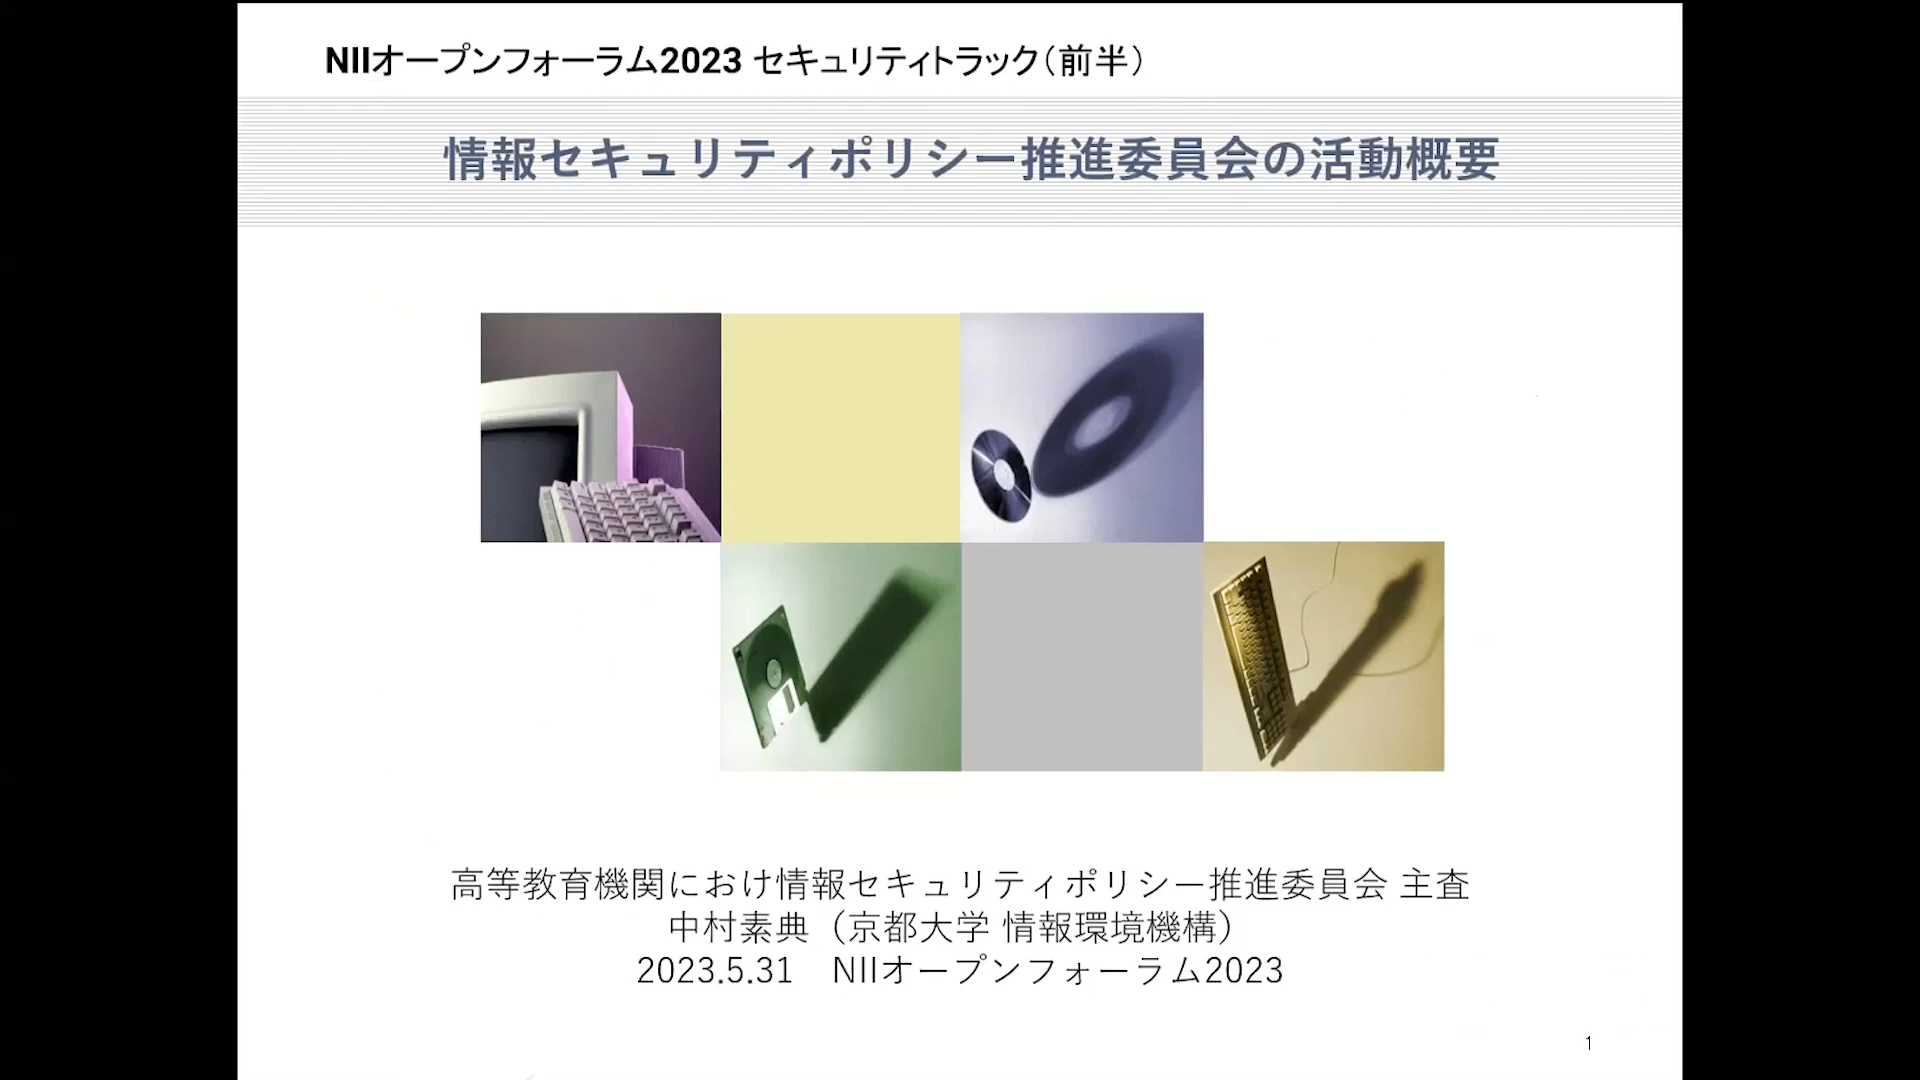 NIIオープンフォーラム2023 セキュリティトラック（前半）
情報セキュリティポリシー推進委員会の活動概要
高等教育機関におけ情報セキュリティポリシー推進委員会 主査
中村素典（京都大学 情報環境機構）
2023.5.31　NIIオープンフォーラム2023
1